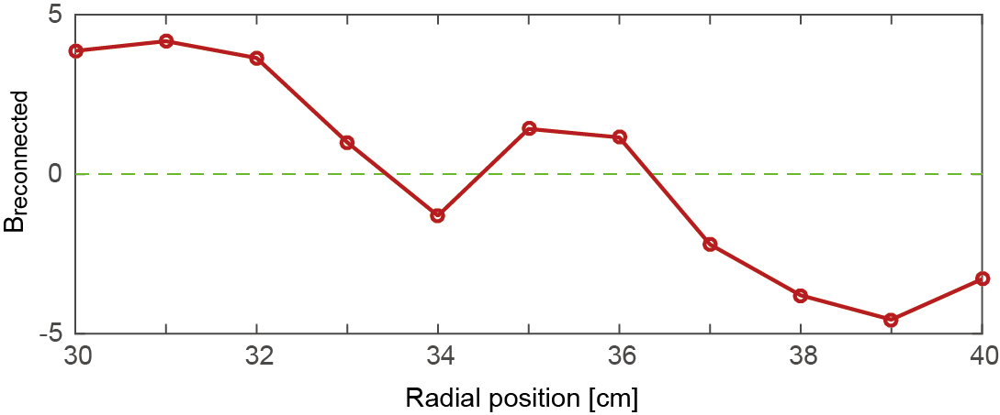 5
0
-5
Breconnected
30 32 34 36 38 40
Radial position [cm]